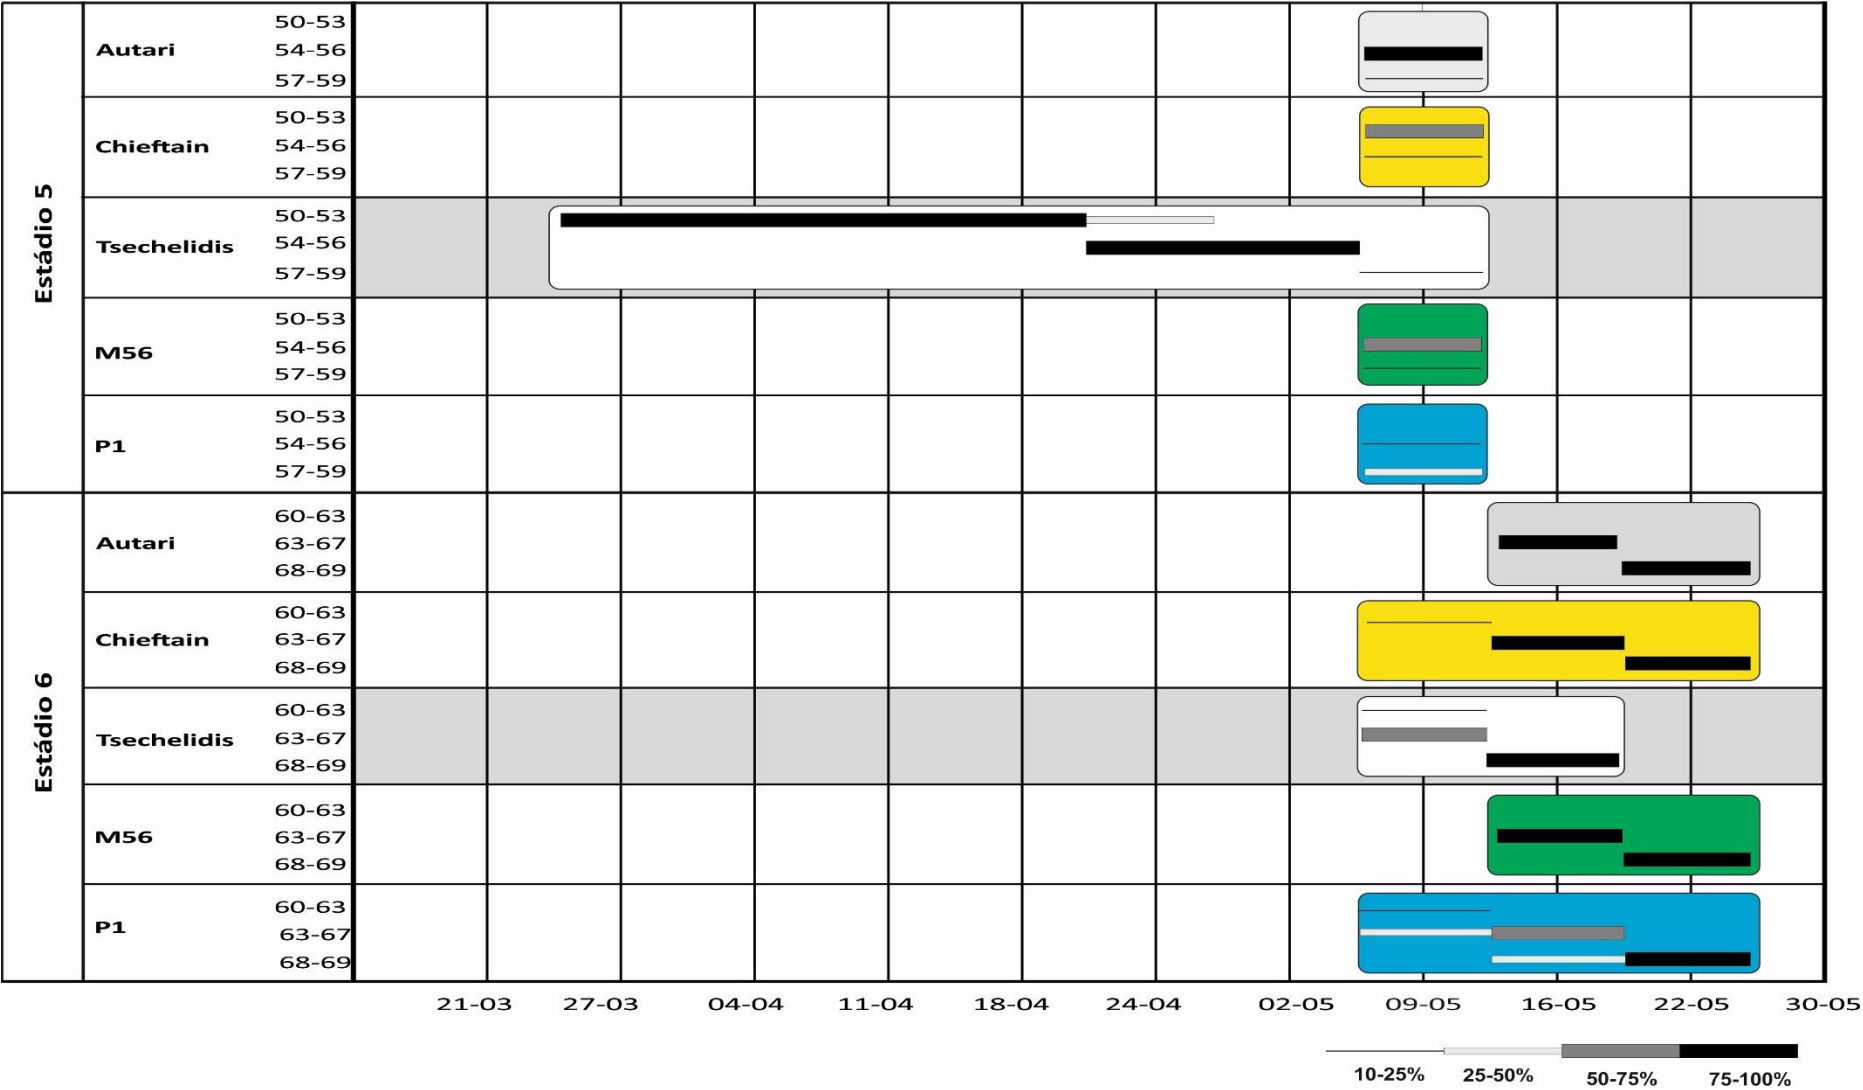 Estádio 5
Autari
50-53
54-56
57-59
Chieftain
50-53
54-56
57-59
Tsechelidis
50-53
54-56
57-59
M56
50-53
54-56
57-59
P1
50-53
54-56
57-59
Estádio 6
Autari
60-63
63-67
68-69
Chieftain
60-63
63-67
68-69
Tsechelidis
60-63
63-67
68-69
M56
60-63
63-67
68-69
P1
60-63
63-67
68-69
21-03 27-03 04-04 11-04 18-04 24-04 02-05 09-05 16-05 22-05 30-05
10-25% 25-50% 50-75% 75-100%